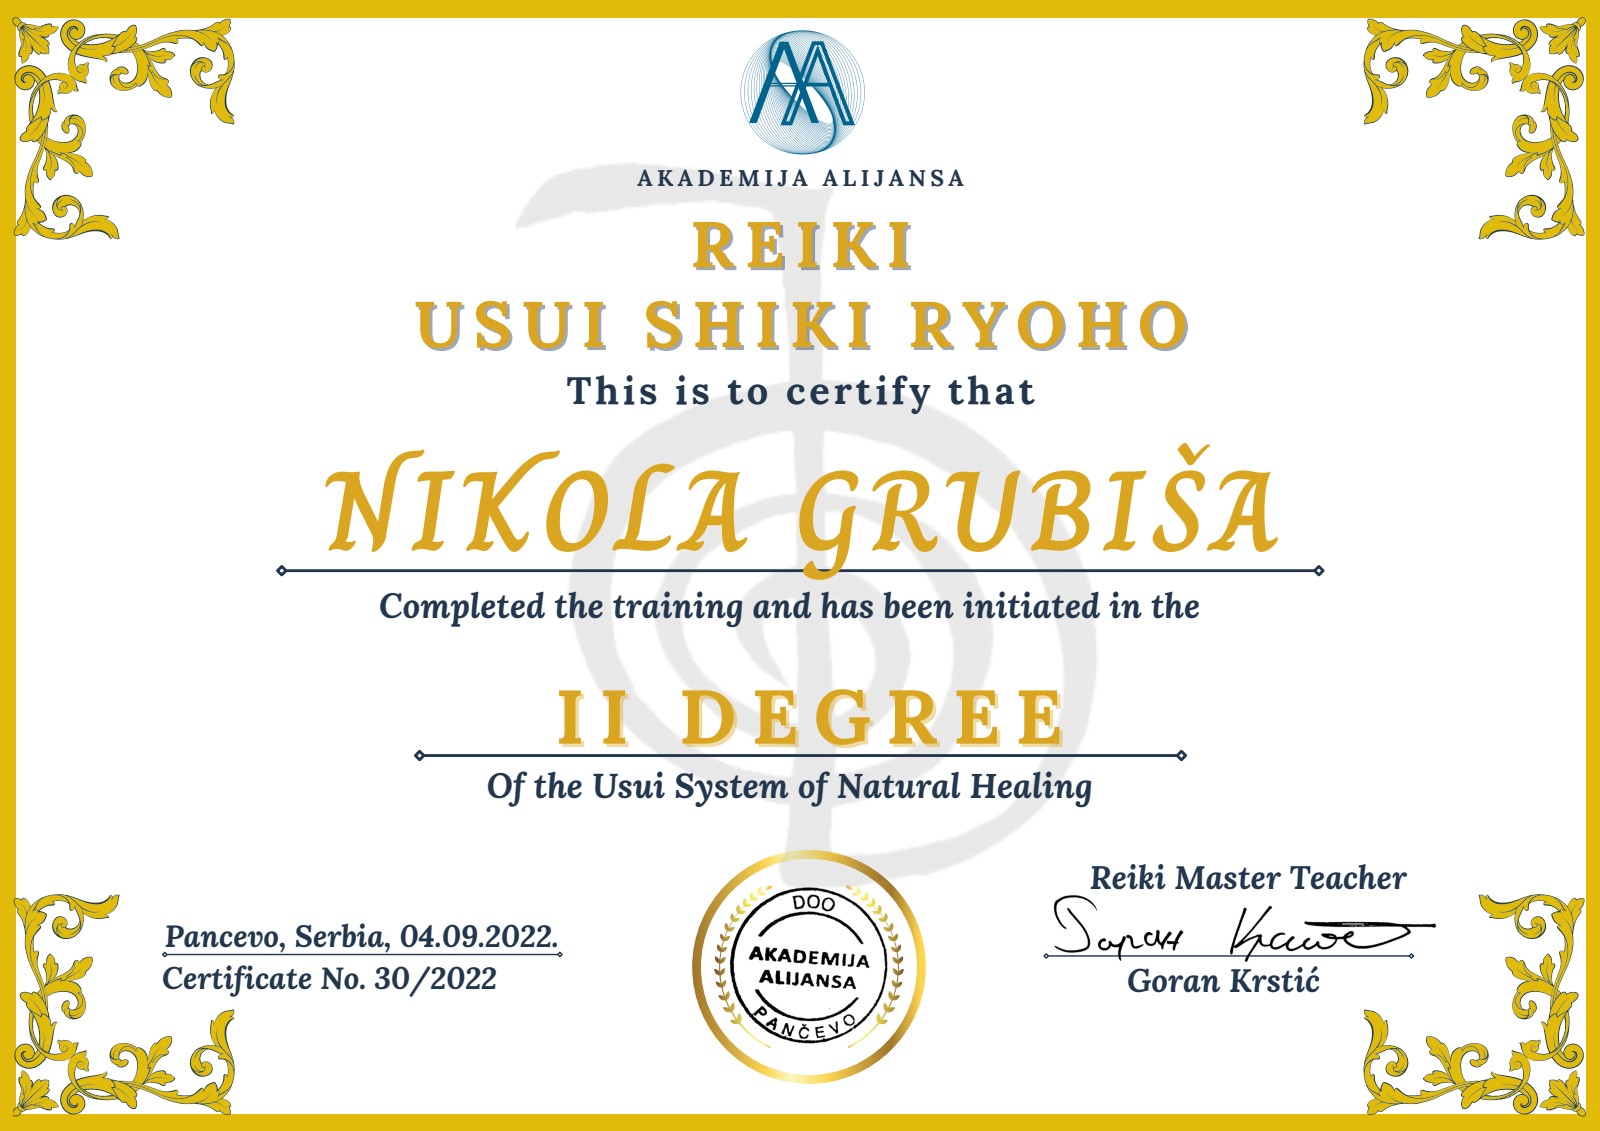 AA
AKADEMIJA ALIJANSA
REIKI
USUI SHIKI RYOHO
This is to certify that
NIKOLA GRUBIŠA
Completed the training and has been initiated in the
II DEGREE
Of the Usui System of Natural Healing
Pancevo, Serbia, 04.09.2022.
Certificate No. 30/2022
DOO
AKADEMIJA
ALIJANSA
PANČEVO
Reiki Master Teacher
Goran Krstić